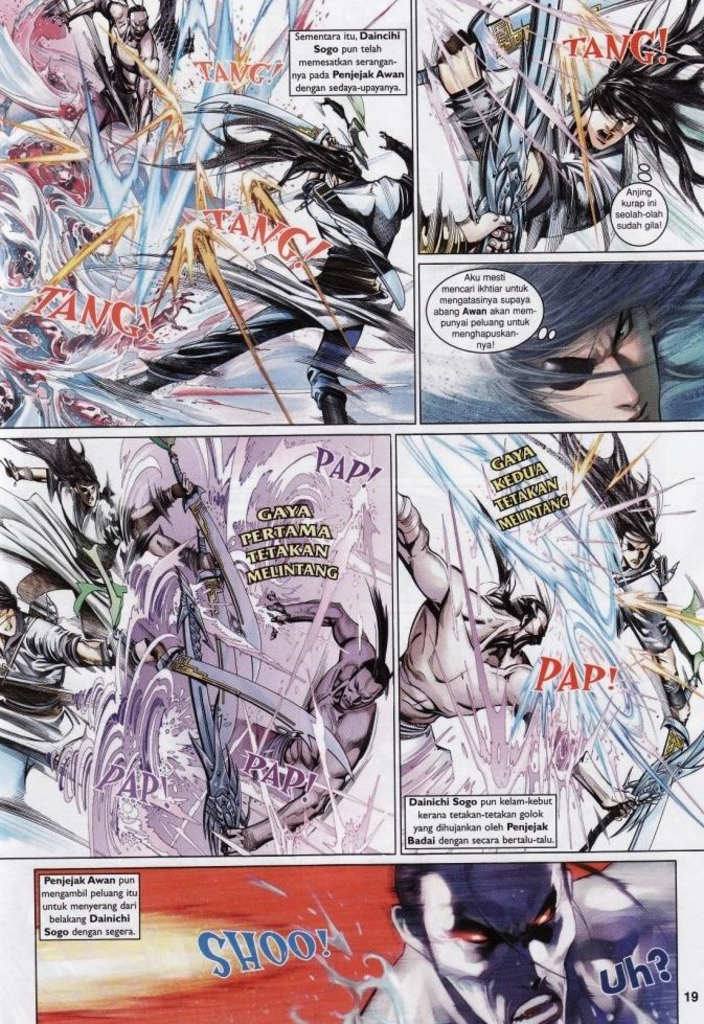 Sementara itu, Daincihi
Sogo pun telah
memesatkan serangan-
nya pada Penjejak Awan
dengan sedaya-upayanya.
TANG!
TANG!
TANG!
TANG!
Anjing
kurap ini
seolah-olah
sudah gila!
Aku mesti
mencari ikhtiar untuk
mengatasinya supaya
abang Awan akan mem-
punyai peluang untuk
menghapuskan-
nya!
PAP!
GAYA
PERTAMA
TETAKAN
MELINTANG
PAP!
PAP!
GAYA
KEDUA
TETAKAN
MELINTANG
PAP!
Dainichi Sogo pun kelam-kebut
kerana tetakan-tetakan golok
yang dihujankan oleh Penjejak
Badai dengan secara bertalu-talu.
Penjejak Awan pun
mengambil peluang itu
untuk menyerang dari
belakang Dainichi
Sogo dengan segera.
SHOO!
Uh?
19